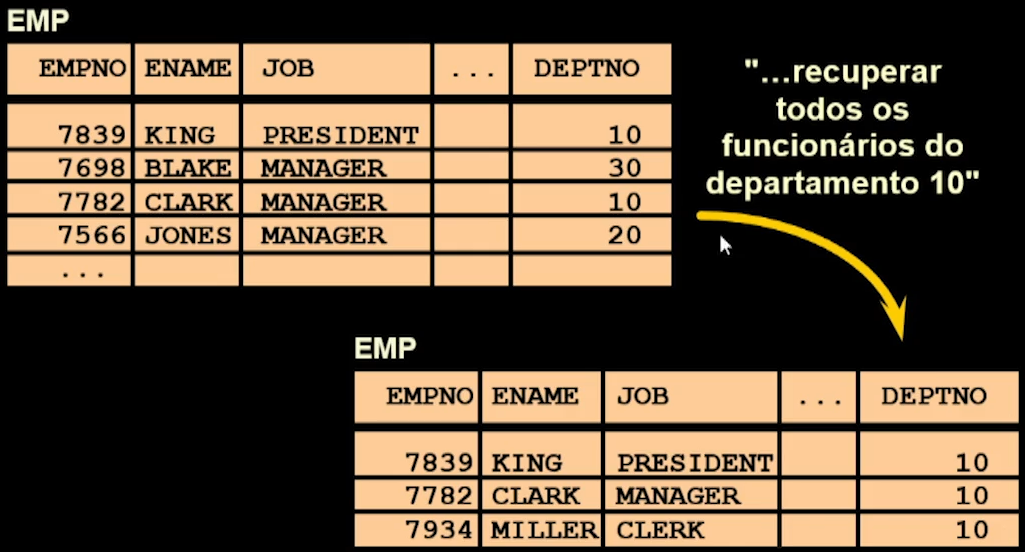 EMP
EMPNO ENAME JOB ... DEPTNO
7839 KING PRESIDENT 10
7698 BLAKE MANAGER 30
7782 CLARK MANAGER 10
7566 JONES MANAGER 20
...
"...recuperar
todos os
funcionários do
departamento 10"
EMP
EMPNO ENAME JOB ... DEPTNO
7839 KING PRESIDENT 10
7782 CLARK MANAGER 10
7934 MILLER CLERK 10